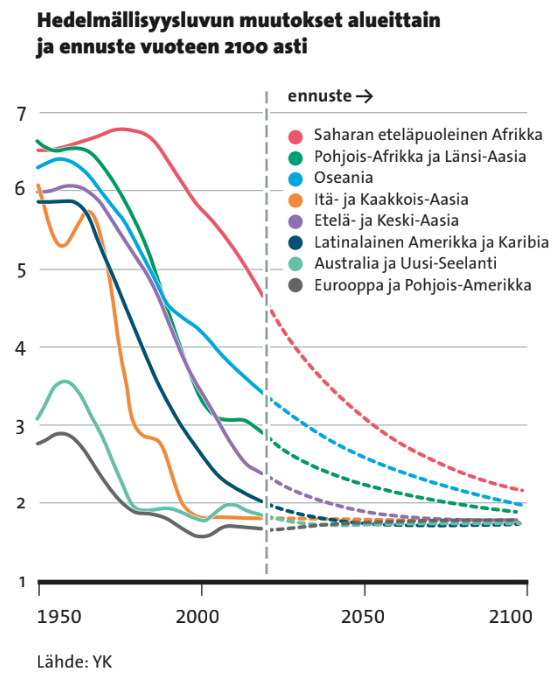 Hedelmällisyysluvun muutokset alueittain
ja ennuste vuoteen 2100 asti
ennuste →
7
6
5
4
3
2
1
Saharan eteläpuoleinen Afrikka
Pohjois-Afrikka ja Länsi-Aasia
Oseania
Itä- ja Kaakkois-Aasia
Etelä- ja Keski-Aasia
Latinalainen Amerikka ja Karibia
Australia ja Uusi-Seelanti
Eurooppa ja Pohjois-Amerikka
1950 2000 2050 2100
Lähde: YK